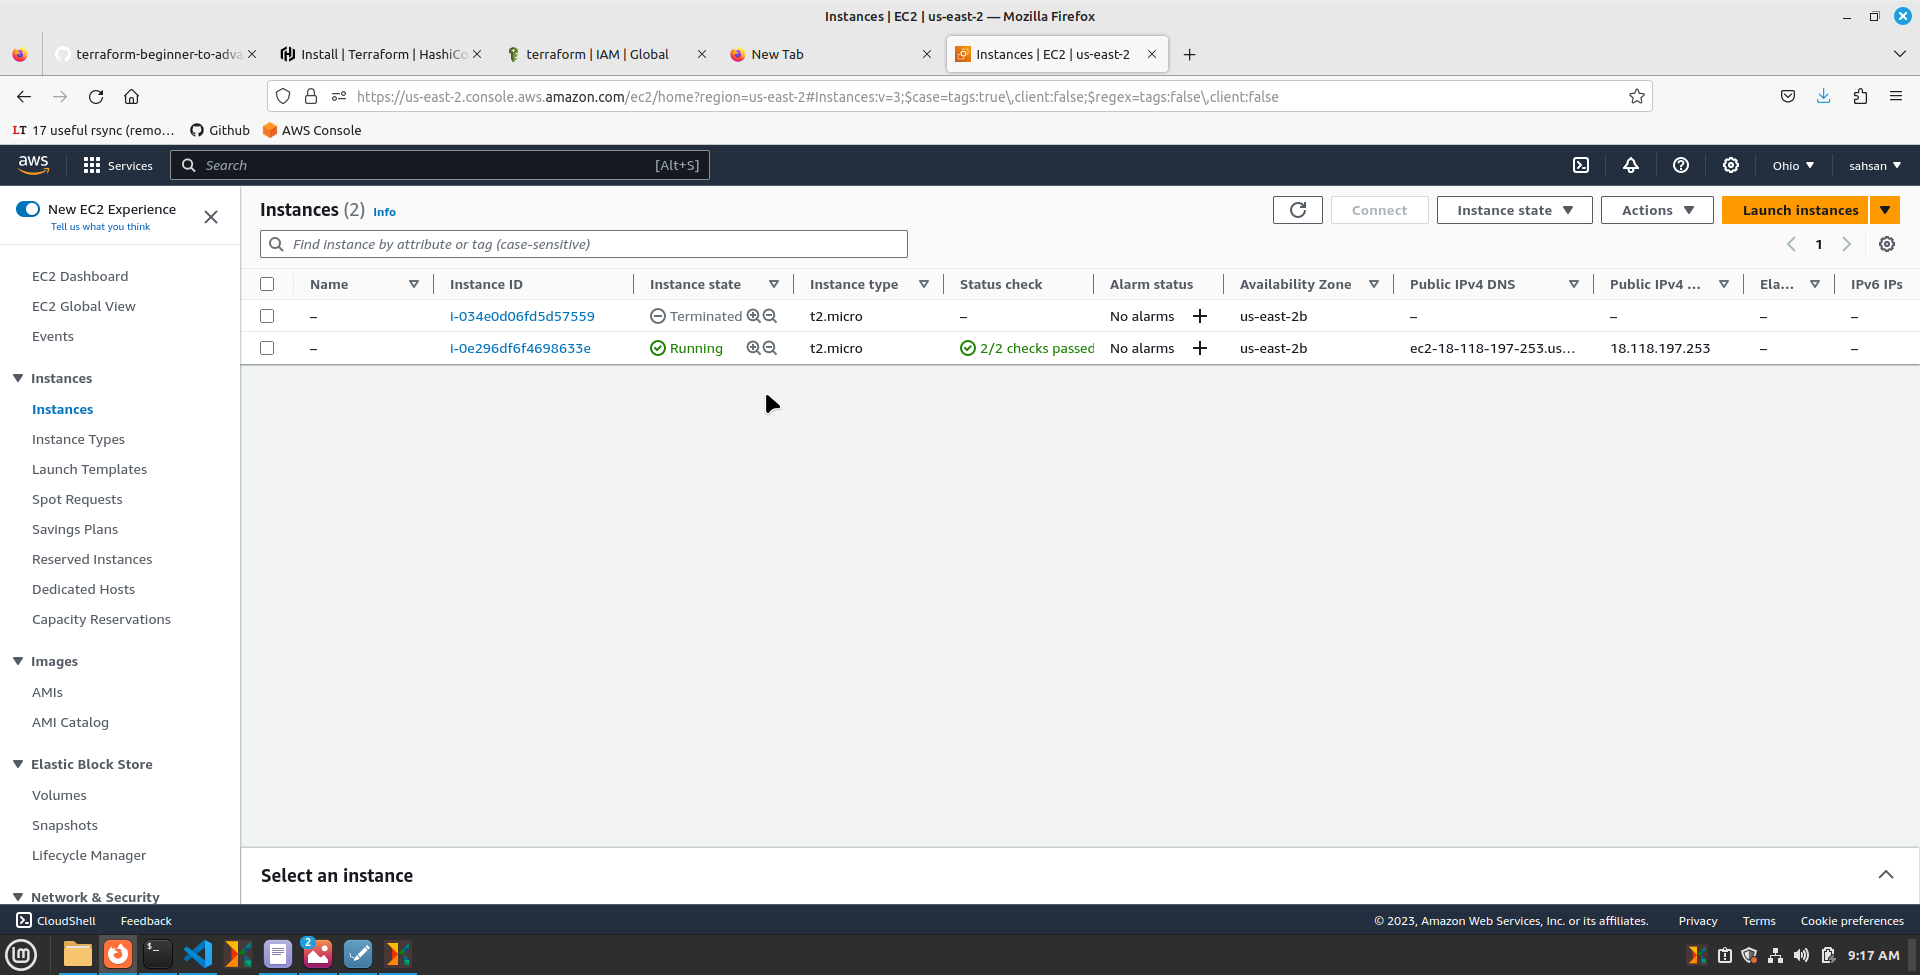 Instances | EC2 | us-east-2 — Mozilla Firefox
terraform-beginner-to-adva
Install | Terraform | HashiCo
terraform | IAM | Global
New Tab
Instances | EC2 | us-east-2
https://us-east-2.console.aws.amazon.com/ec2/home?region=us-east-2#Instances:v=3;$case=tags:true\,client:false;$regex=tags:false\,client:false
LT 17 useful rsync (remo… Github AWS Console
aws Services Search [Alt+S] Ohio sahsan
New EC2 Experience
Tell us what you think
EC2 Dashboard
EC2 Global View
Events
Instances
Instances
Instance Types
Launch Templates
Spot Requests
Savings Plans
Reserved Instances
Dedicated Hosts
Capacity Reservations
Images
AMIs
AMI Catalog
Elastic Block Store
Volumes
Snapshots
Lifecycle Manager
Network & Security
Instances (2) Info
Connect Instance state Actions Launch instances
Find instance by attribute or tag (case-sensitive)
1
Name Instance ID Instance state Instance type Status check Alarm status Availability Zone Public IPv4 DNS Public IPv4 ... Ela... IPv6 IPs
– i-034e0d06fd5d57559 Terminated t2.micro – No alarms + us-east-2b – – – –
– i-0e296df6f4698633e Running t2.micro 2/2 checks passed No alarms + us-east-2b ec2-18-118-197-253.us... 18.118.197.253 – –
Select an instance
CloudShell Feedback © 2023, Amazon Web Services, Inc. or its affiliates. Privacy Terms Cookie preferences
2
9:17 AM